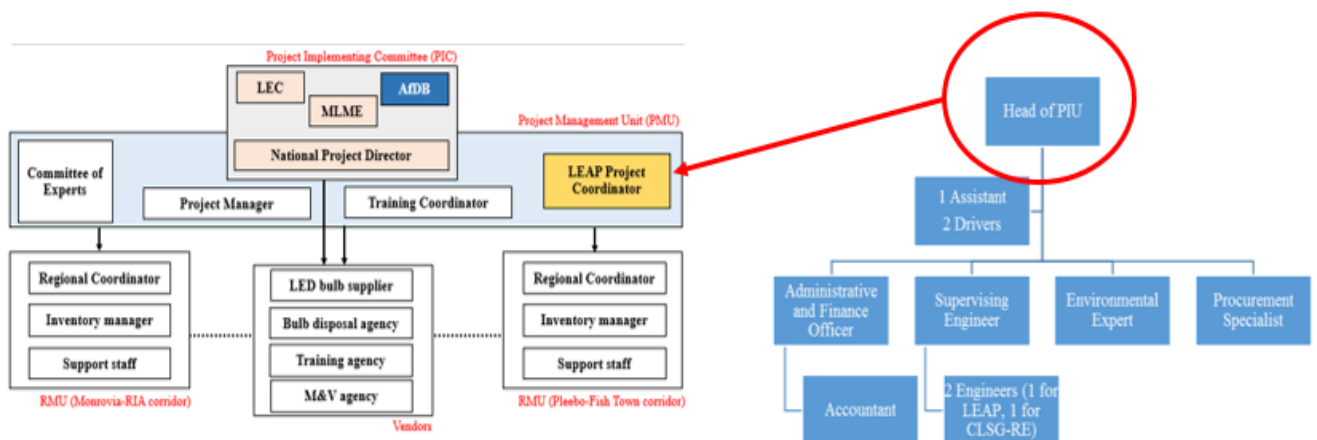 Project Implementing Committee (PIC)
LEC
AfDB
MLME
Project Management Unit (PMU)
National Project Director
Committee of
Experts
LEAP Project
Coordinator
Project Manager
Training Coordinator
Regional Coordinator
Inventory manager
Support staff
RMU (Monrovia-RIA corridor)
LED bulb supplier
Bulb disposal agency
Training agency
M&V agency
Vendors
Regional Coordinator
Inventory manager
Support staff
RMU (Pleebo-Fish Town corridor)
Head of PIU
1 Assistant
2 Drivers
Administrative
and Finance
Officer
Supervising
Engineer
Environmental
Expert
Procurement
Specialist
Accountant
2 Engineers (1 for
LEAP, 1 for
CLSG-RE)